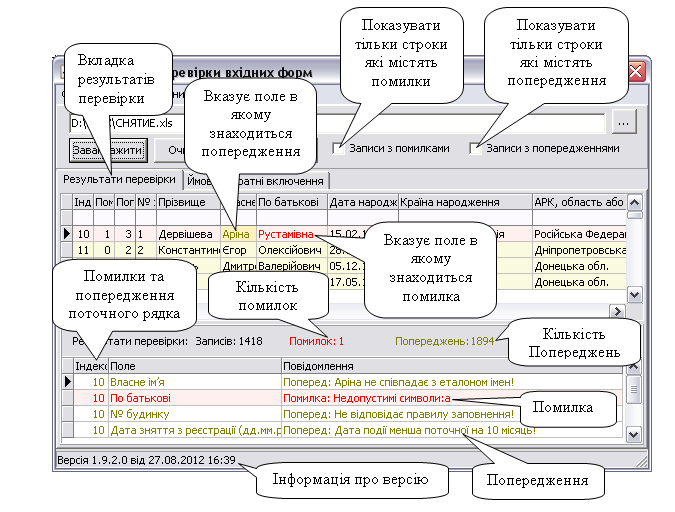 Показувати
тільки строки
які містять
помилки
Показувати
тільки строки
які містять
попередження
Вкладка
результатів
перевірки
Вказує поле в
якому
знаходиться
попередження
вхідних форм
D:\ \СНЯТИЕ.xls ...
Записи з помилками Записи з попередженнями
Результати перевірки
включення
Інд Пом Пог № Прізвище По батькові Дата народж Країна народження АРК, область або
10 1 3 1 Дервішева Аріна Рустамівна 15.02.1 Російська Федерац
11 0 2 2 Константино Єгор Олексійович Дніпропетровська
Дмитро Валерійович 05.12.1 Донецька обл.
17.05.1 Донецька обл.
Вказує поле в
якому
знаходиться
помилка
Помилки та
попередження
поточного рядка
Кількість
помилок
Кількість
Попереджень
перевірки: Записів: 1418 Помилок: 1 Попереджень: 1894
Індекс Поле Повідомлення
10 Власне ім'я Поперед: Аріна не співпадає з еталоном імен!
10 По батькові Помилка: Недопустимі символи:а
10 № будинку Поперед: Не відповідає правилу заповнення!
10 Дата зняття з реєстрації (дд.мм.р Поперед: Дата події менша поточної на 10 місяць!
Помилка
Версія 1.9.2.0 від 27.08.2012 16:39
Інформація про версію
Попередження